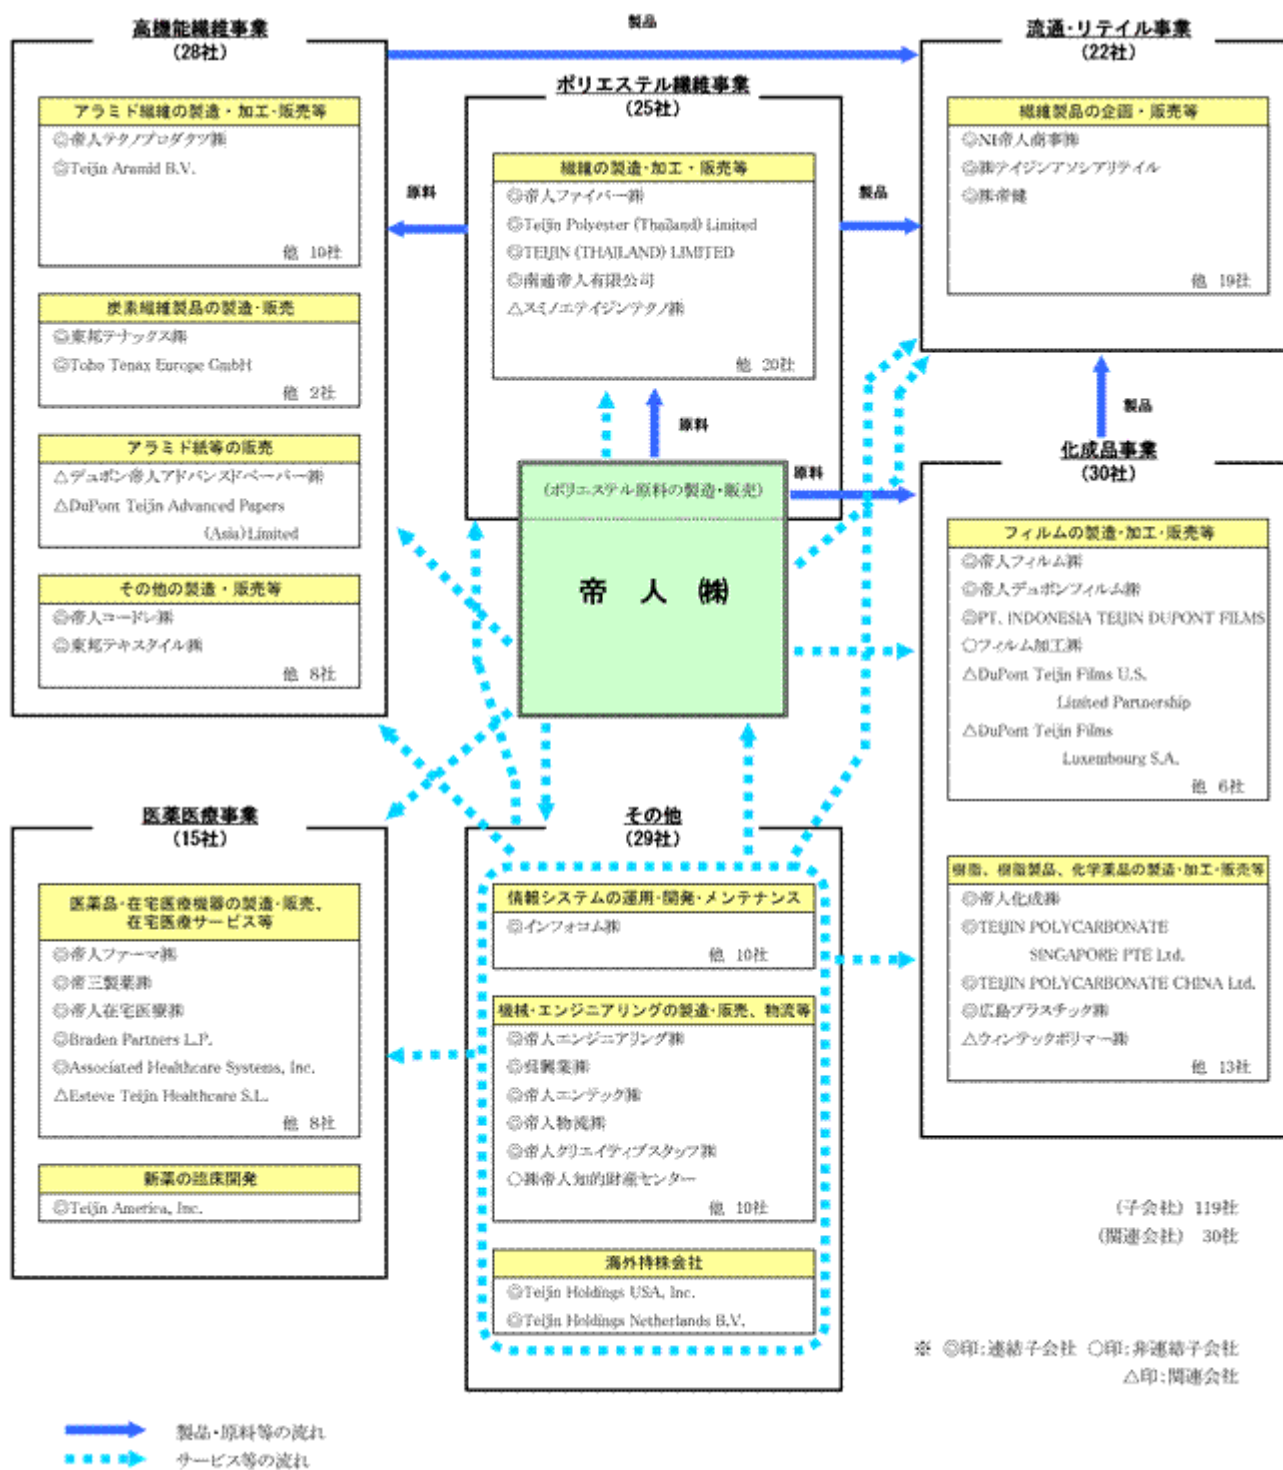 高機能繊維事業
(28社)
アラミド繊維の製造・加工・販売等
◎帝人テクノプロダクツ㈱
◎Teijin Aramid B.V.
他 10社
炭素繊維製品の製造・販売
◎東邦テナックス㈱
◎Toho Tenax Europe GmbH
他 2社
アラミド紙等の販売
△デュポン帝人アドバンスドペーパー㈱
△DuPont Teijin Advanced Papers
(Asia)Limited
その他の製造・販売等
◎帝人コードレ㈱
◎東邦テキスタイル㈱
他 8社
製品
ポリエステル繊維事業
(25社)
繊維の製造・加工・販売等
◎帝人ファイバー㈱
◎Teijin Polyester (Thailand) Limited
◎TEIJIN (THAILAND) LIMITED
◎南通帝人有限公司
△スミノエテイジンテクノ㈱
他 20社
原料
製品
流通・リテイル事業
(22社)
繊維製品の企画・販売等
◎NI帝人商事㈱
◎㈱テイジンアソシアリテイル
◎㈱帝健
他 19社
原料
製品
原料
(ポリエステル原料の製造・販売)
帝 人 ㈱
化成品事業
(30社)
フィルムの製造・加工・販売等
◎帝人フィルム㈱
◎帝人デュポンフィルム㈱
◎PT. INDONESIA TEIJIN DUPONT FILMS
○フィルム加工㈱
△DuPont Teijin Films U.S.
Limited Partnership
△DuPont Teijin Films
Luxembourg S.A.
他 6社
樹脂、樹脂製品、化学薬品の製造・加工・販売等
◎帝人化成㈱
◎TEIJIN POLYCARBONATE
SINGAPORE PTE Ltd.
◎TEIJIN POLYCARBONATE CHINA Ltd.
◎広島プラスチック㈱
△ウィンテックポリマー㈱
他 13社
医薬医療事業
(15社)
医薬品・在宅医療機器の製造・販売、
在宅医療サービス等
◎帝人ファーマ㈱
◎帝三製薬㈱
◎帝人在宅医療㈱
◎Braden Partners L.P.
◎Associated Healthcare Systems, Inc.
△Esteve Teijin Healthcare S.L.
他 8社
新薬の臨床開発
◎Teijin America, Inc.
その他
(29社)
情報システムの運用・開発・メンテナンス
◎インフォコム㈱
他 10社
機械・エンジニアリングの製造・販売、物流等
◎帝人エンジニアリング㈱
◎呉興業㈱
◎帝人エンテック㈱
◎帝人物流㈱
◎帝人クリエイティブスタッフ㈱
○㈱帝人知的財産センター
他 10社
海外持株会社
◎Teijin Holdings USA, Inc.
◎Teijin Holdings Netherlands B.V.
(子会社) 119社
(関連会社) 30社
※ ◎印:連結子会社 ○印:非連結子会社
△印:関連会社
製品・原料等の流れ
サービス等の流れ